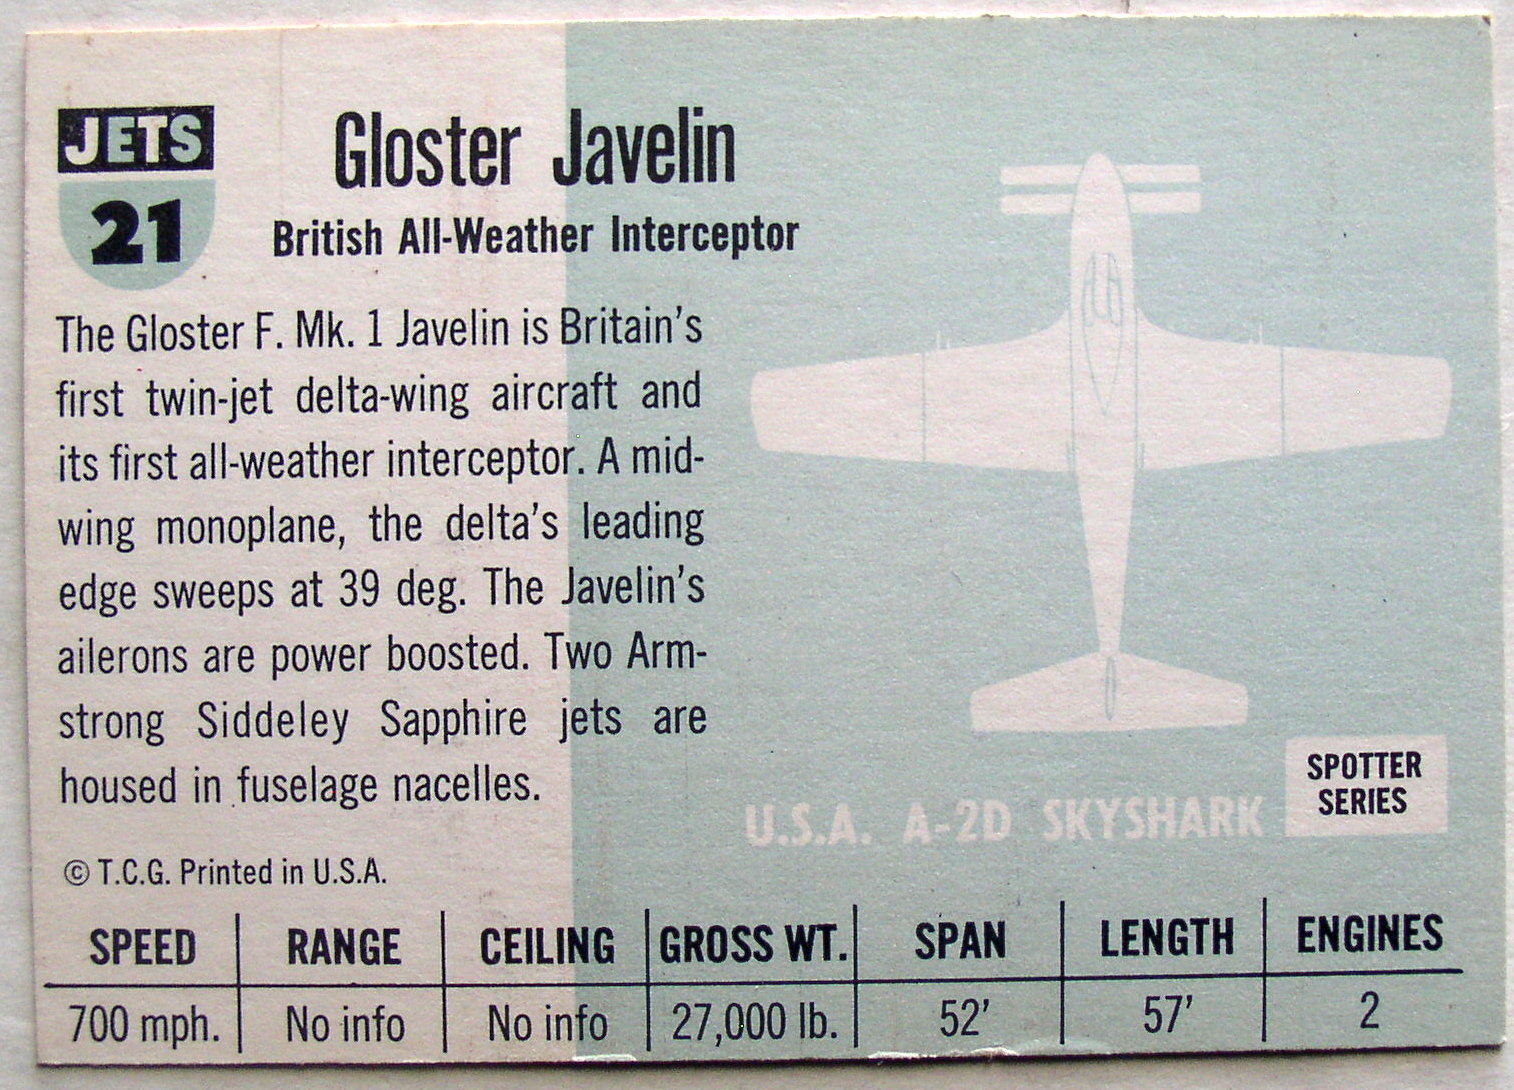 JETS
21
Gloster Javelin
British All-Weather Interceptor
The Gloster F. Mk. 1 Javelin is Britain's
first twin-jet delta-wing aircraft and
its first all-weather interceptor. A mid-
wing monoplane, the delta's leading
edge sweeps at 39 deg. The Javelin's
ailerons are power boosted. Two Arm-
strong Siddeley Sapphire jets are
housed in fuselage nacelles.
© T.C.G. Printed in U.S.A.
U.S.A. A-2D SKYSHARK
SPOTTER
SERIES
SPEED RANGE CEILING GROSS WT. SPAN LENGTH ENGINES
700 mph. No info No info 27,000 lb. 52' 57' 2